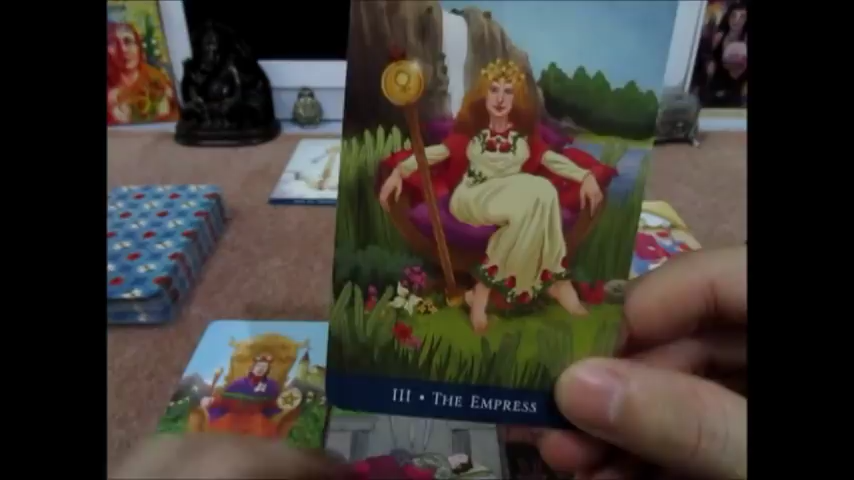 III • THE EMPRESS